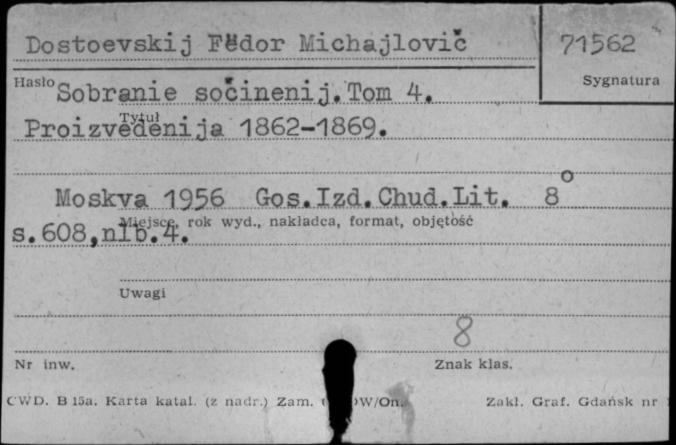 Dostoevskij Fëdor Michajlovič
71562
Hasło
Sygnatura
Sobranie sočinenij.Tom 4.
Tytuł
Proizvedenija 1862-1869.
Moskva 1956 Gos.Izd.Chud.Lit. 8°
Miejsce, rok wyd., nakładca, format, objętość
s.608,nlb.4.
Uwagi
8
Nr inw.
Znak klas.
CWD. B 15a. Karta katal. (z nadr.) Zam. OW/On.
Zakł. Graf. Gdańsk nr